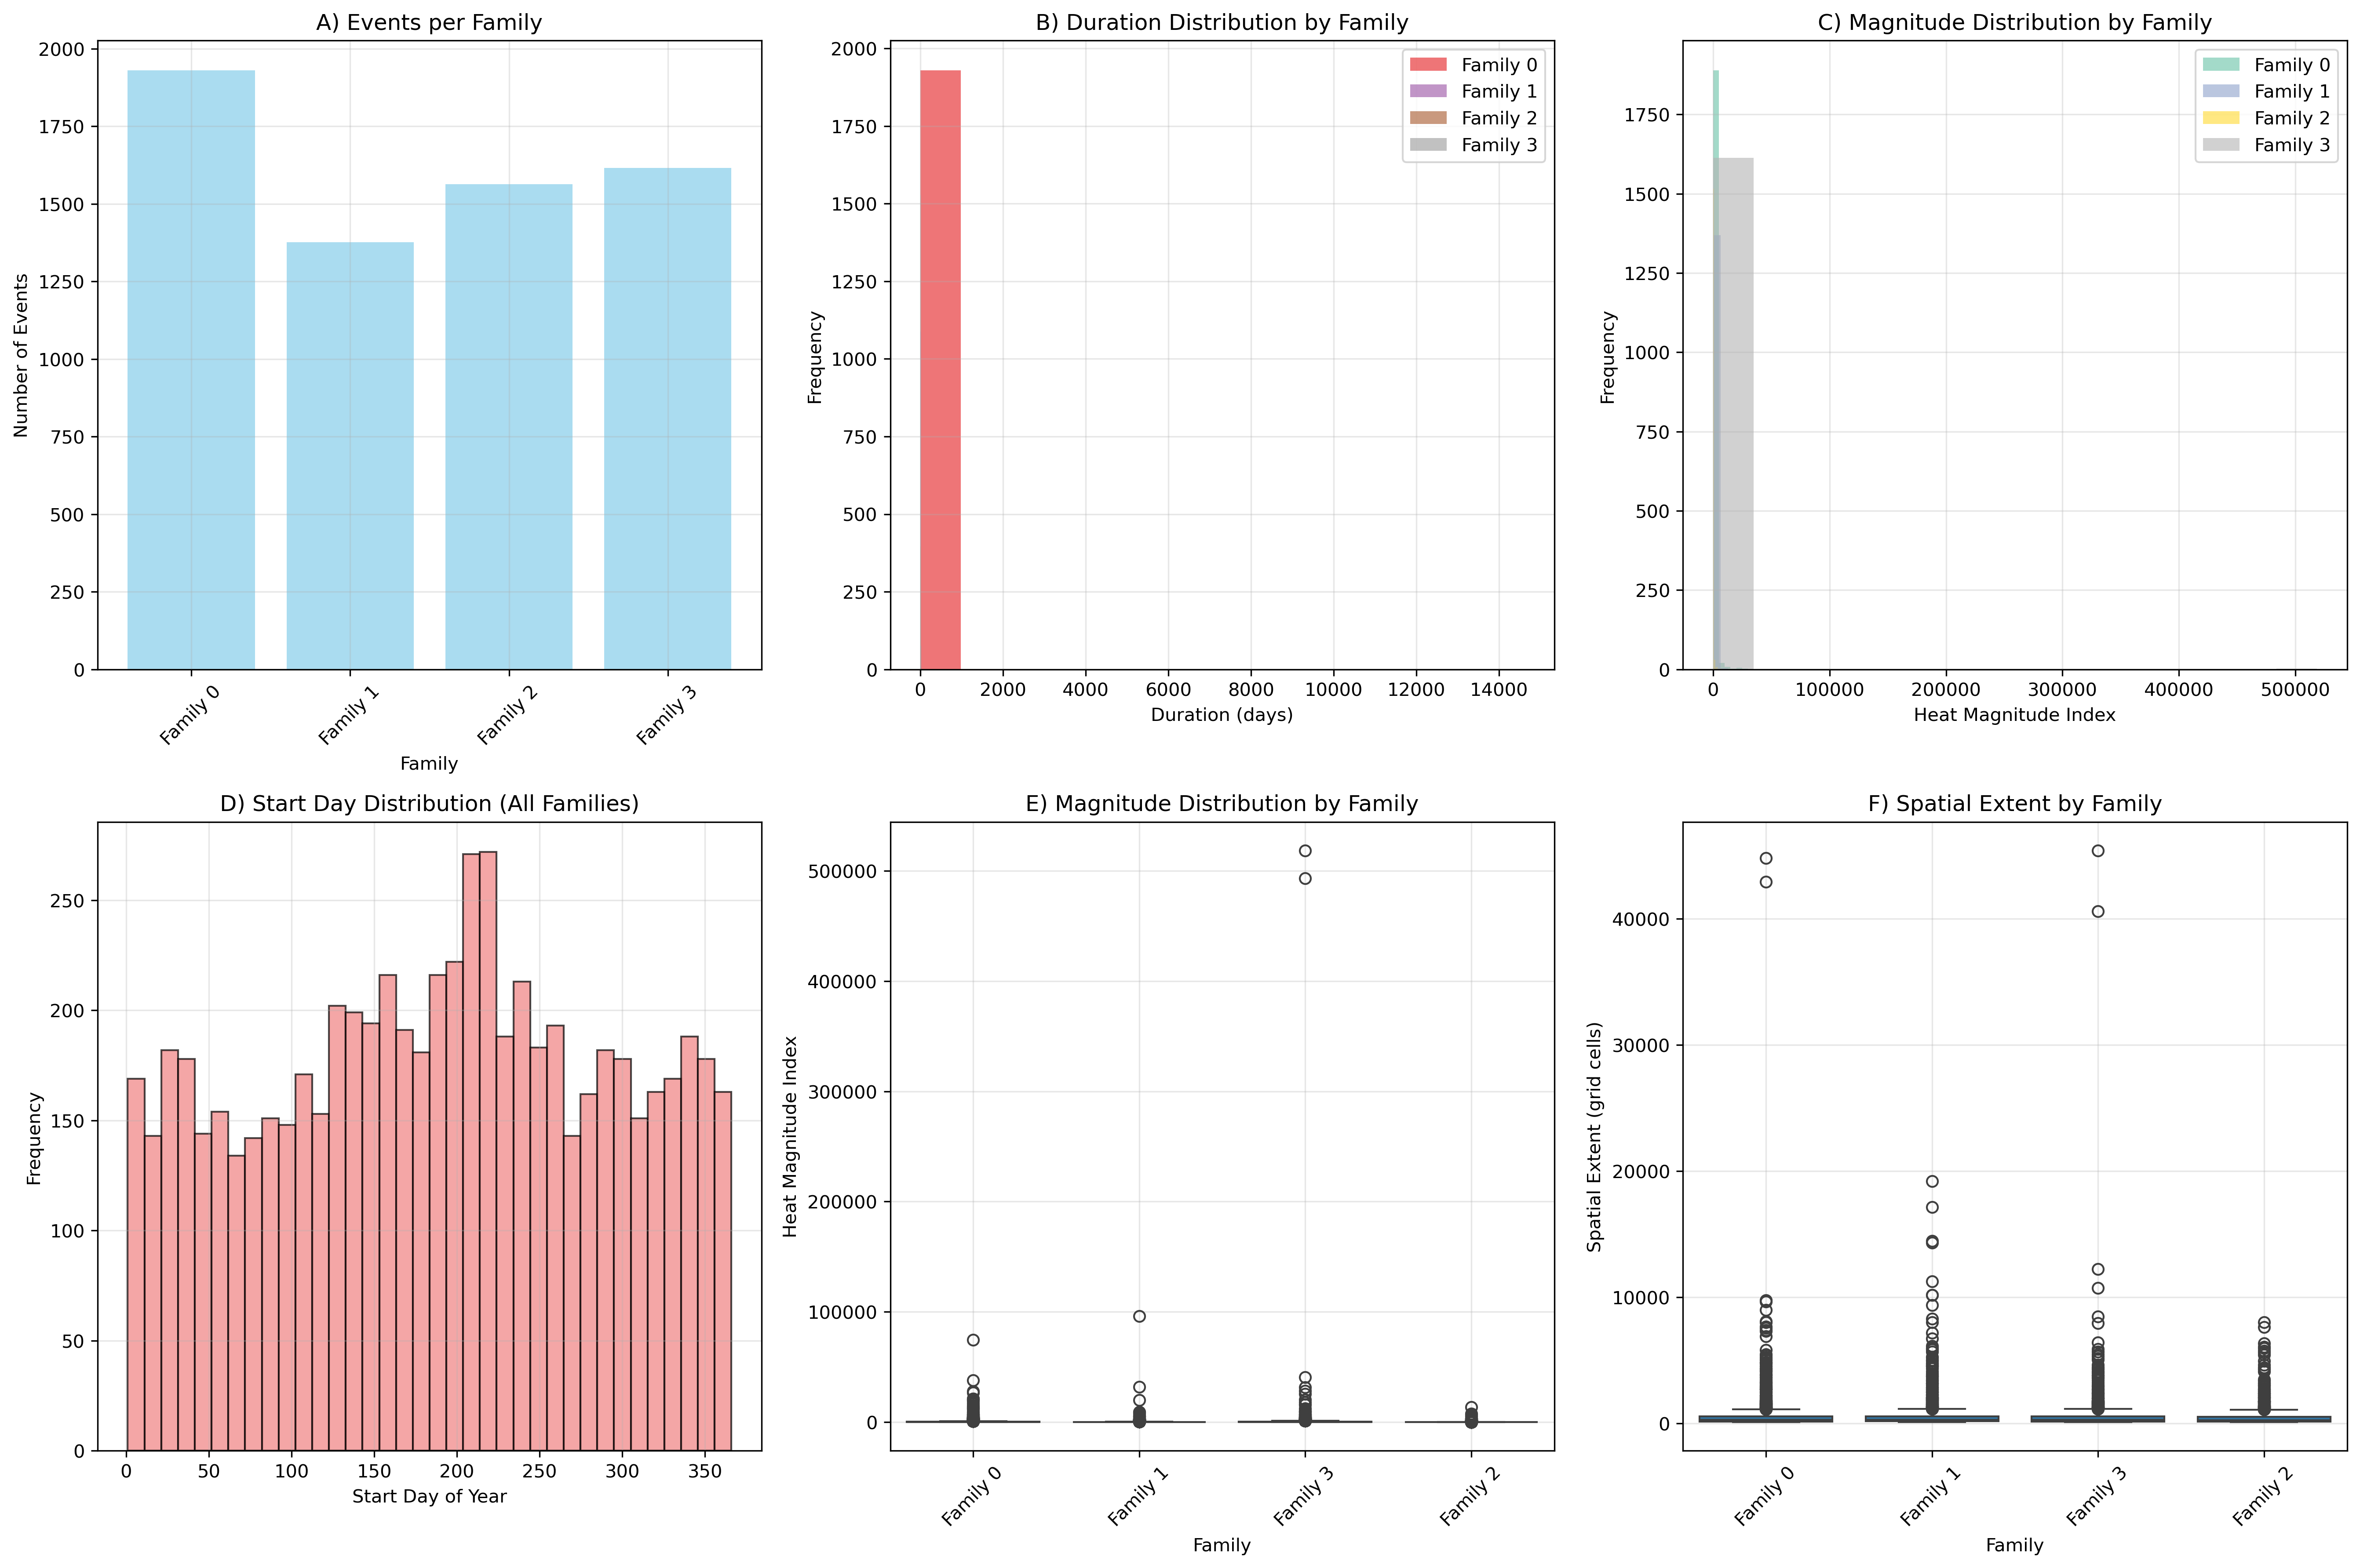 A) Events per Family
2000
1750
1500
1250
1000
750
500
250
0
Number of Events
Family 0
Family 1
Family 2
Family 3
Family
B) Duration Distribution by Family
2000
1750
1500
1250
1000
750
500
250
0
Frequency
Family 0
Family 1
Family 2
Family 3
0 2000 4000 6000 8000 10000 12000 14000
Duration (days)
C) Magnitude Distribution by Family
1750
1500
1250
1000
750
500
250
0
Frequency
Family 0
Family 1
Family 2
Family 3
0 100000 200000 300000 400000 500000
Heat Magnitude Index
D) Start Day Distribution (All Families)
250
200
150
100
50
0
Frequency
0 50 100 150 200 250 300 350
Start Day of Year
E) Magnitude Distribution by Family
500000
400000
300000
200000
100000
0
Heat Magnitude Index
Family 0
Family 1
Family 3
Family 2
Family
F) Spatial Extent by Family
40000
30000
20000
10000
0
Spatial Extent (grid cells)
Family 0
Family 1
Family 3
Family 2
Family